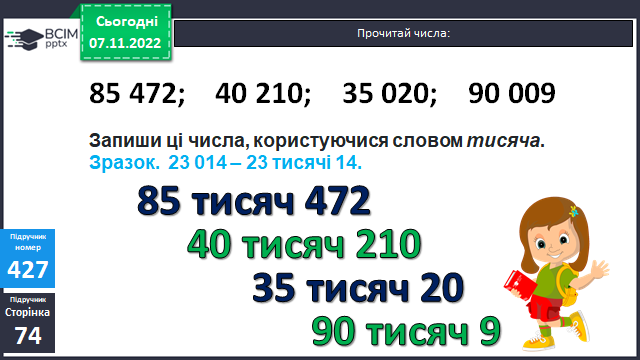 ВСІМ
pptx
Сьогодні
07.11.2022
Прочитай числа:
85 472; 40 210; 35 020; 90 009
Запиши ці числа, користуючися словом тисяча.
Зразок. 23 014 – 23 тисячі 14.
85 тисяч 472
40 тисяч 210
35 тисяч 20
90 тисяч 9
Підручник
номер
427
Підручник
Сторінка
74